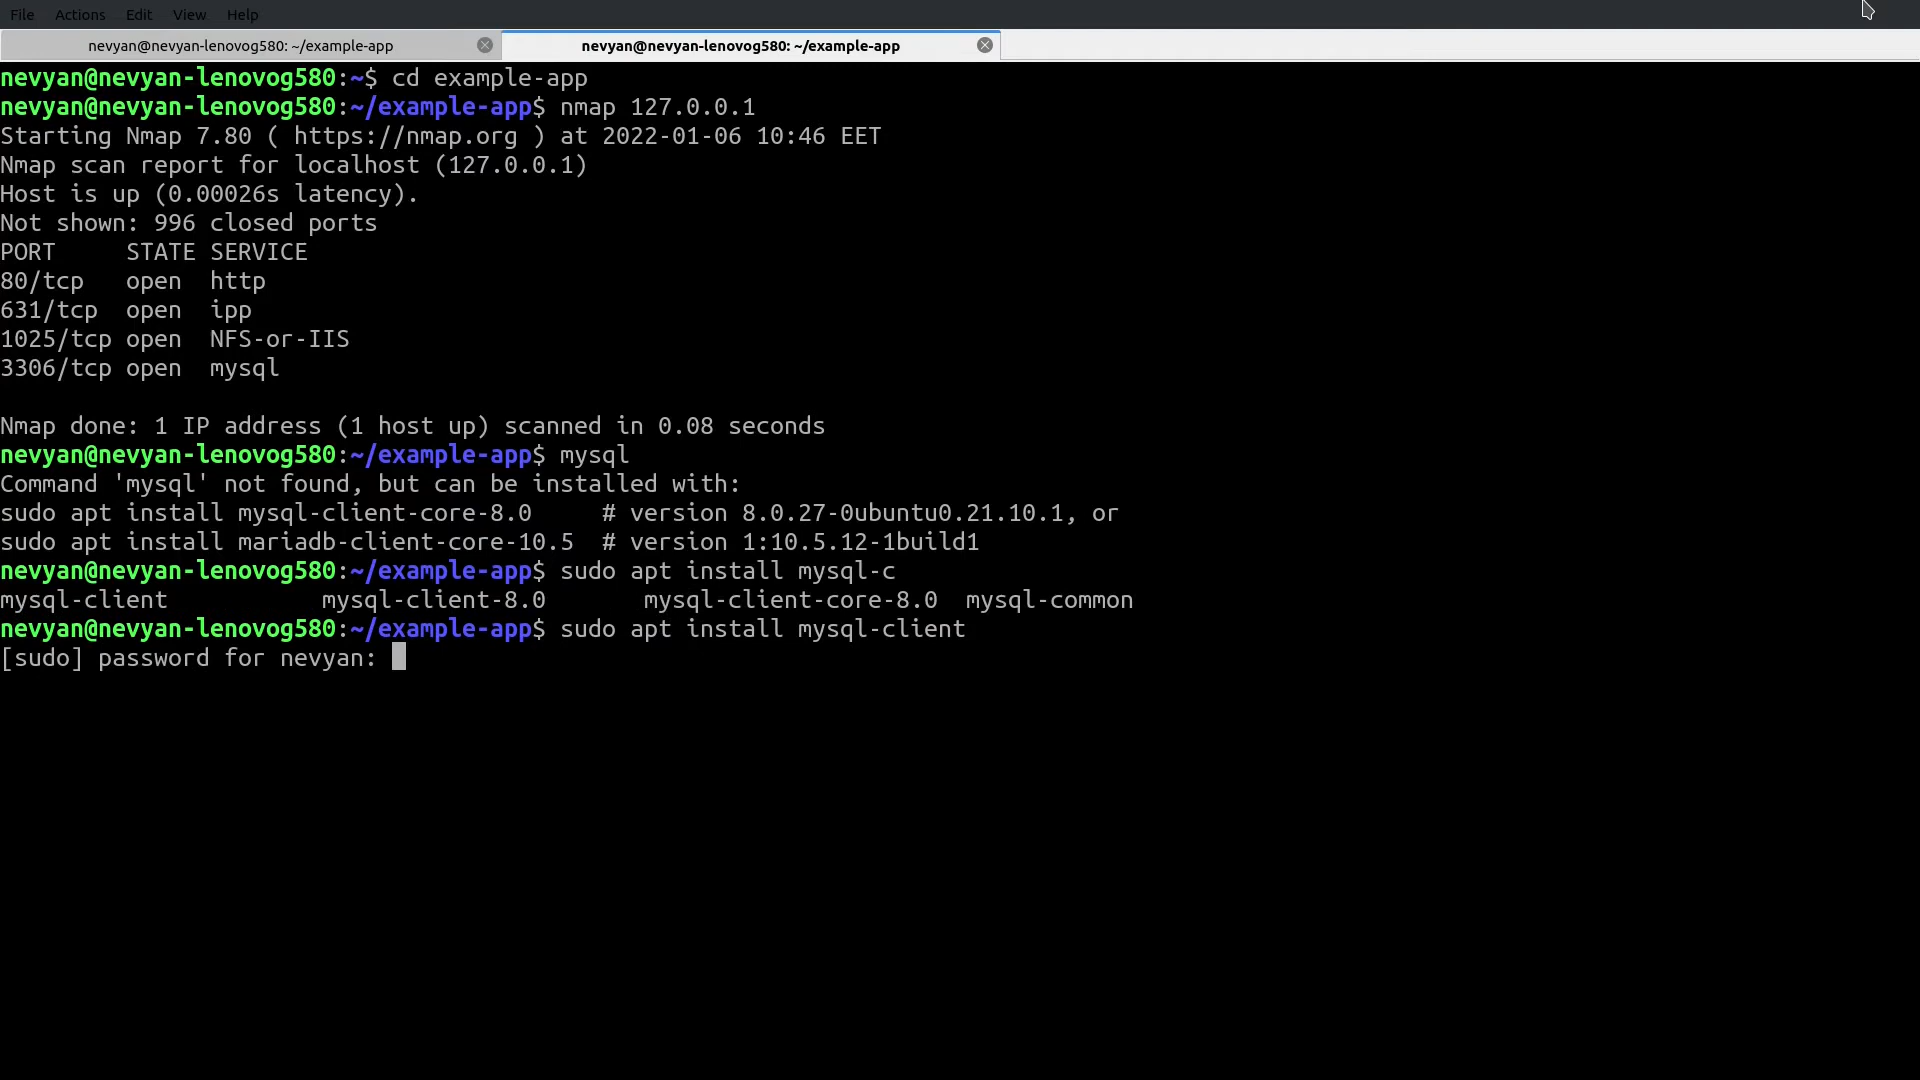 File Actions Edit View Help
nevyan@nevyan-lenovog580: ~/example-app nevyan@nevyan-lenovog580: ~/example-app
nevyan@nevyan-lenovog580:~$ cd example-app
nevyan@nevyan-lenovog580:~/example-app$ nmap 127.0.0.1
Starting Nmap 7.80 ( https://nmap.org ) at 2022-01-06 10:46 EET
Nmap scan report for localhost (127.0.0.1)
Host is up (0.00026s latency).
Not shown: 996 closed ports
PORT     STATE SERVICE
80/tcp   open  http
631/tcp  open  ipp
1025/tcp open  NFS-or-IIS
3306/tcp open  mysql
Nmap done: 1 IP address (1 host up) scanned in 0.08 seconds
nevyan@nevyan-lenovog580:~/example-app$ mysql
Command 'mysql' not found, but can be installed with:
sudo apt install mysql-client-core-8.0     # version 8.0.27-0ubuntu0.21.10.1, or
sudo apt install mariadb-client-core-10.5  # version 1:10.5.12-1build1
nevyan@nevyan-lenovog580:~/example-app$ sudo apt install mysql-c
mysql-client           mysql-client-8.0       mysql-client-core-8.0  mysql-common
nevyan@nevyan-lenovog580:~/example-app$ sudo apt install mysql-client
[sudo] password for nevyan: